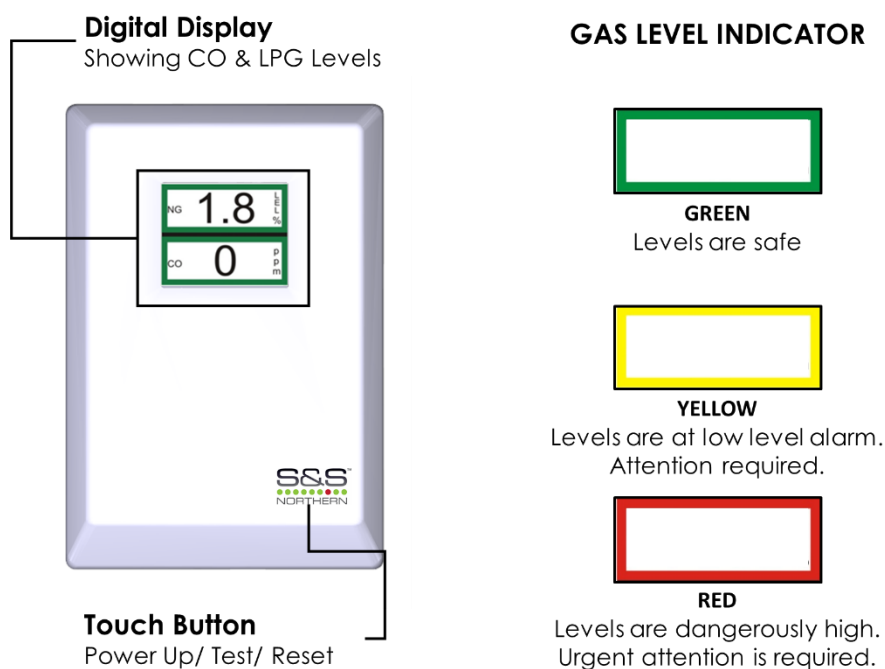 Digital Display
Showing CO & LPG Levels
NG 1.8 LEL %
CO 0 ppm
S&S™
NORTHERN
Touch Button
Power Up/ Test/ Reset
GAS LEVEL INDICATOR
GREEN
Levels are safe
YELLOW
Levels are at low level alarm.
Attention required.
RED
Levels are dangerously high.
Urgent attention is required.